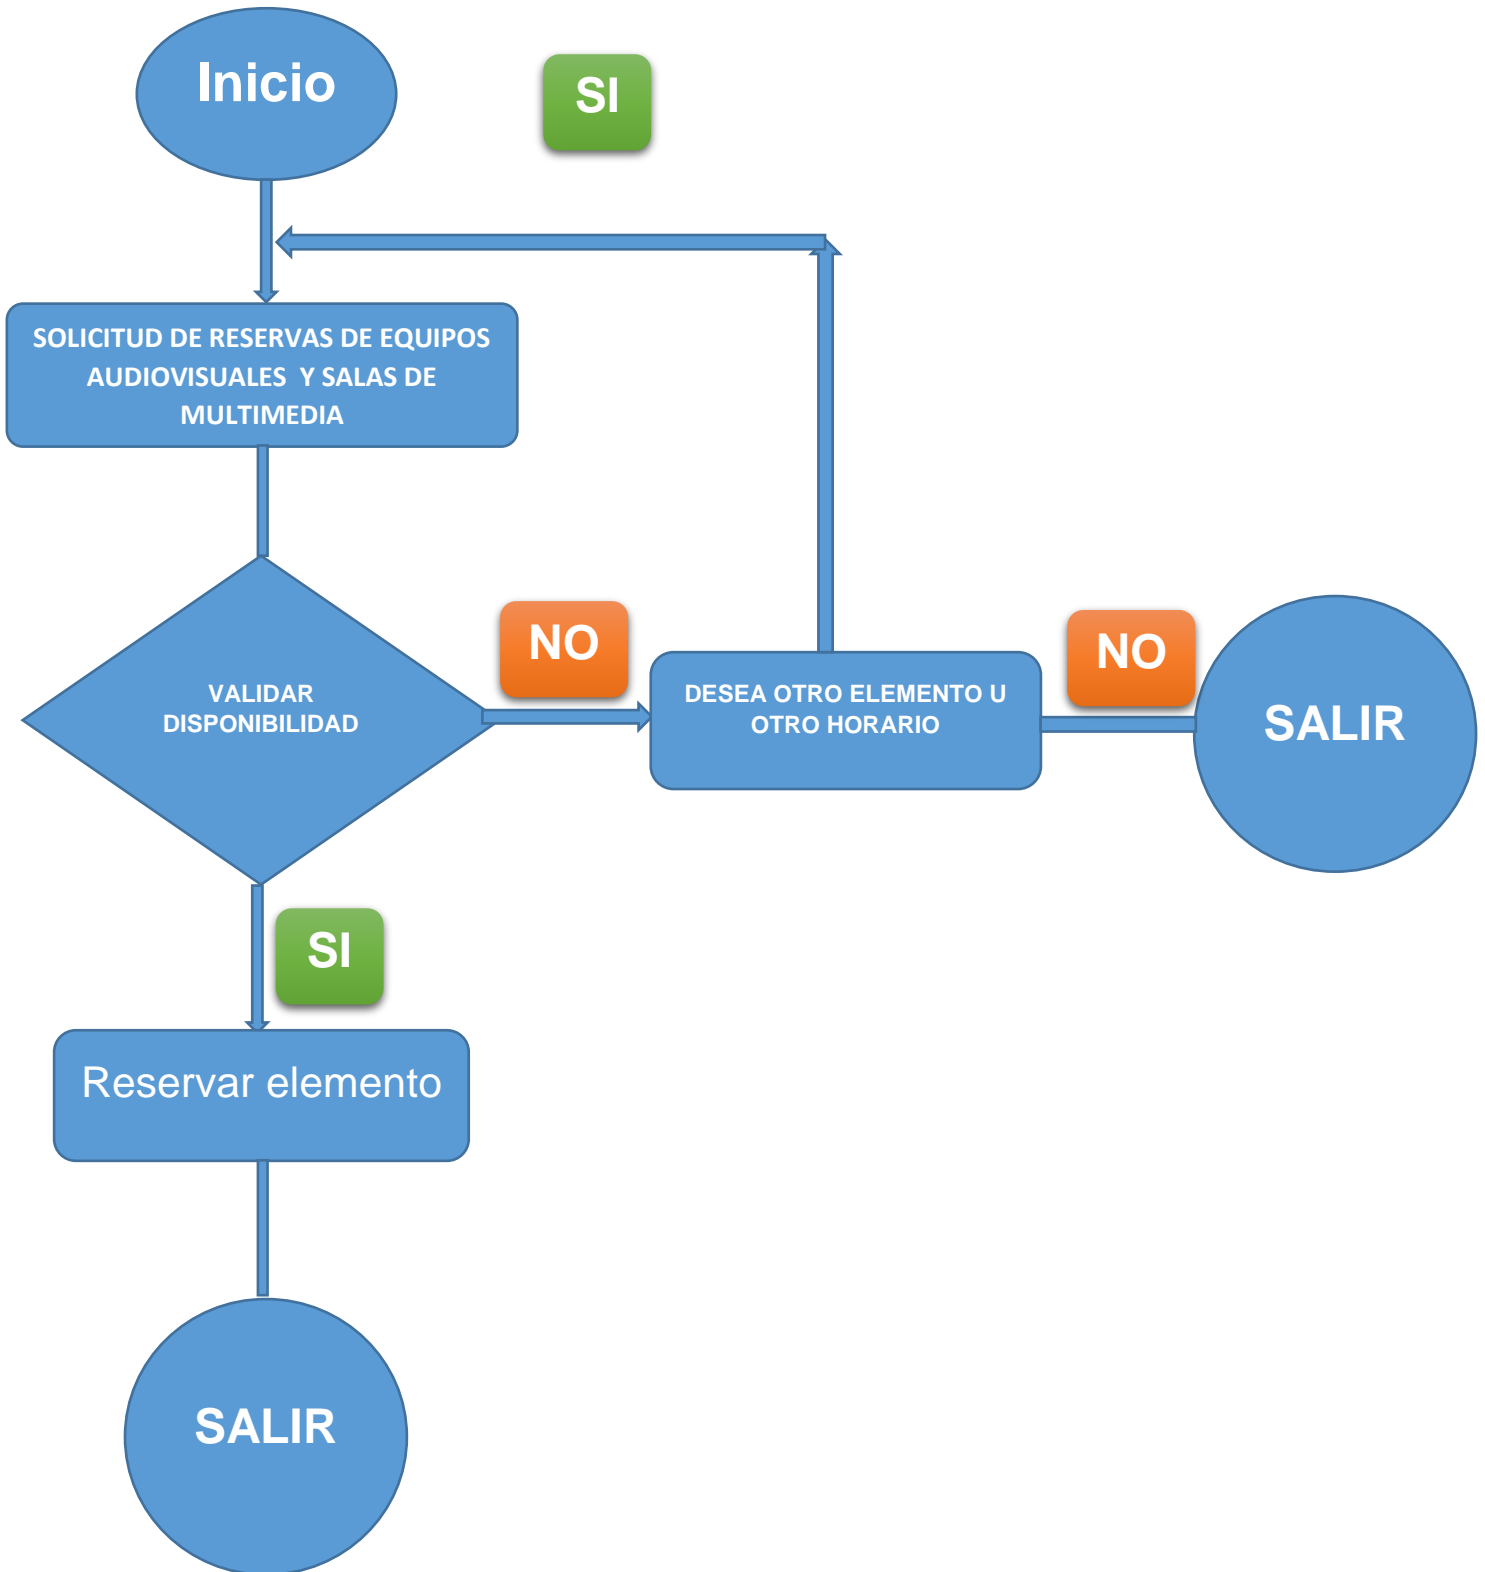 Inicio
SI
SOLICITUD DE RESERVAS DE EQUIPOS
AUDIOVISUALES  Y SALAS DE
MULTIMEDIA
NO
NO
VALIDAR
DISPONIBILIDAD
DESEA OTRO ELEMENTO U
OTRO HORARIO
SALIR
SI
Reservar elemento
SALIR